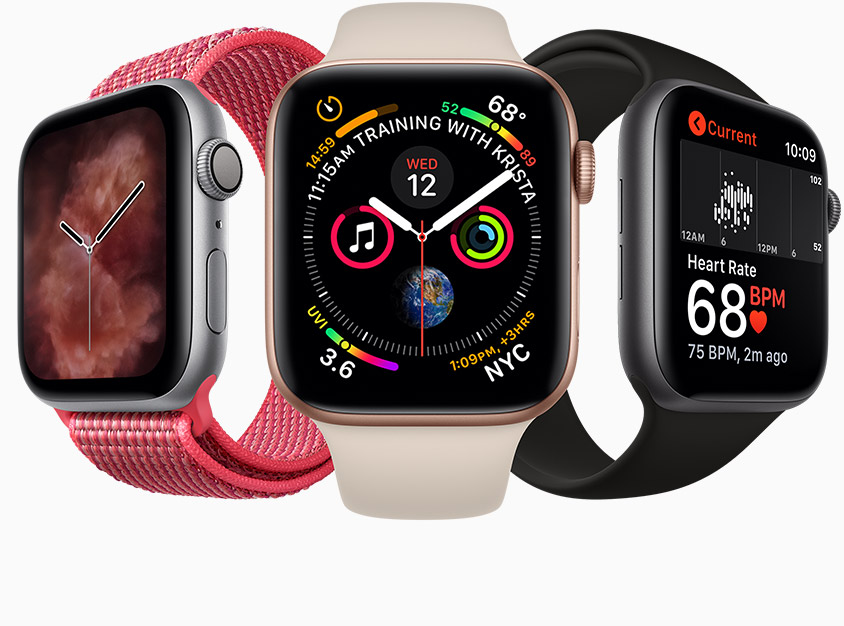 52
68°
89
14:59
11:15AM TRAINING WITH KRISTA
WED
12
UVI
3.6
1:09PM, +3HRS
NYC
Current
10:09
102
12AM
6
12PM
6
52
Heart Rate
68 BPM
75 BPM, 2m ago